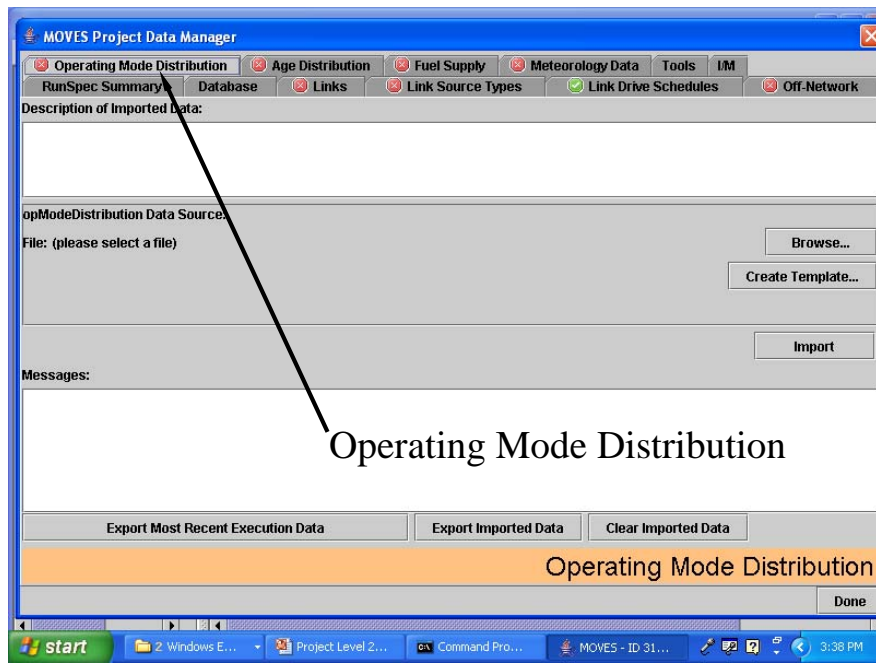 MOVES Project Data Manager
Operating Mode Distribution Age Distribution Fuel Supply Meteorology Data Tools I/M
RunSpec Summary Database Links Link Source Types Link Drive Schedules Off-Network
Description of Imported Data:
opModeDistribution Data Source:
File: (please select a file)
Browse...
Create Template...
Import
Messages:
Operating Mode Distribution
Export Most Recent Execution Data Export Imported Data Clear Imported Data
Operating Mode Distribution
Done
start 2 Windows E... Project Level 2... Command Pro... MOVES - ID 31... 3:38 PM